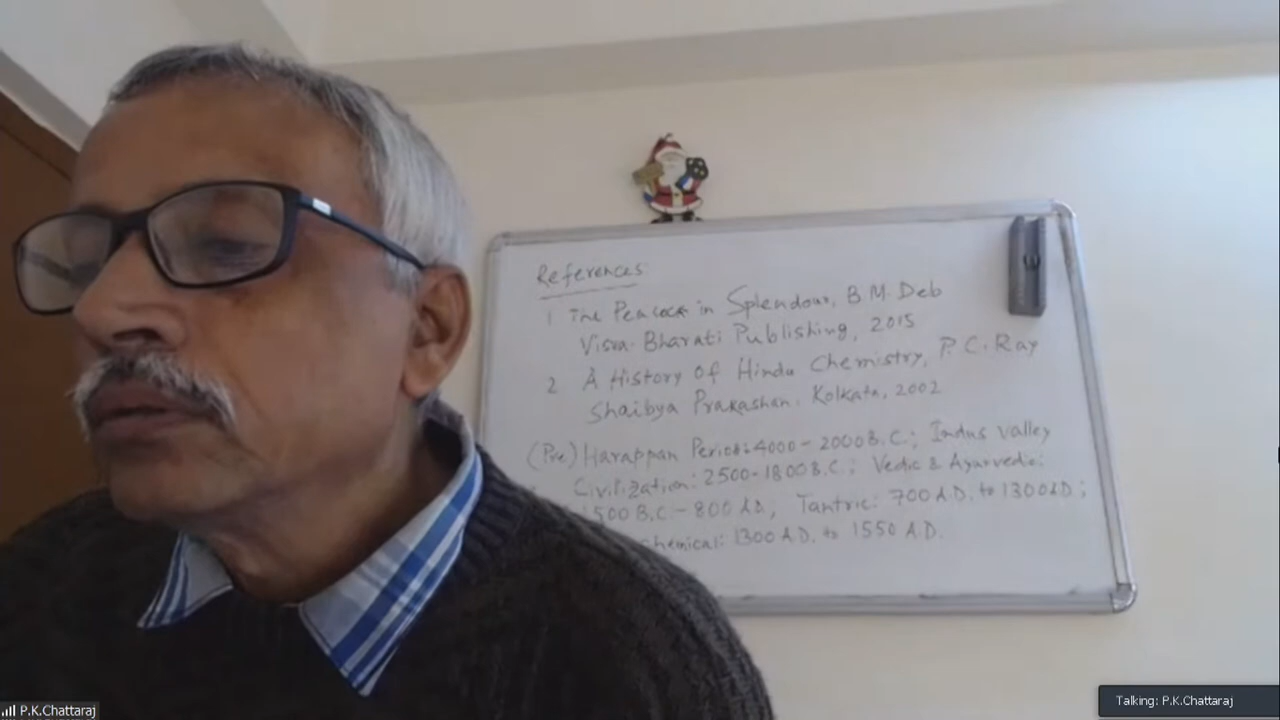 References
1 The Peacock in Splendour, B.M. Deb
Visva-Bharati Publishing, 2015
2 A History Of Hindu Chemistry, P.C. Ray
Shaibya Prakashan. Kolkata, 2002
(Pre) Harappan Period: 4000-2000 B.C.; Indus Valley
Civilization: 2500-1800 B.C.; Vedic & Ayurvedic:
1500 B.C.- 800 AD, Tantric: 700 A.D. to 1300 AD;
chemical: 1300 A.D. to 1550 A.D.
P.K.Chattaraj
Talking: P.K.Chattaraj